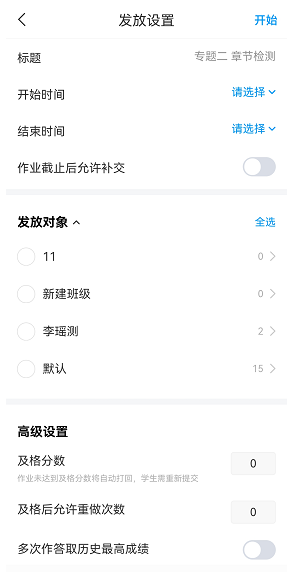 发放设置 开始
标题 专题二 章节检测
开始时间 请选择
结束时间 请选择
作业截止后允许补交
发放对象 全选
11 0
新建班级 0
李瑶测 2
默认 15
高级设置
及格分数 0
作业未达到及格分数将自动打回，学生需重新提交
及格后允许重做次数 0
多次作答取历史最高成绩